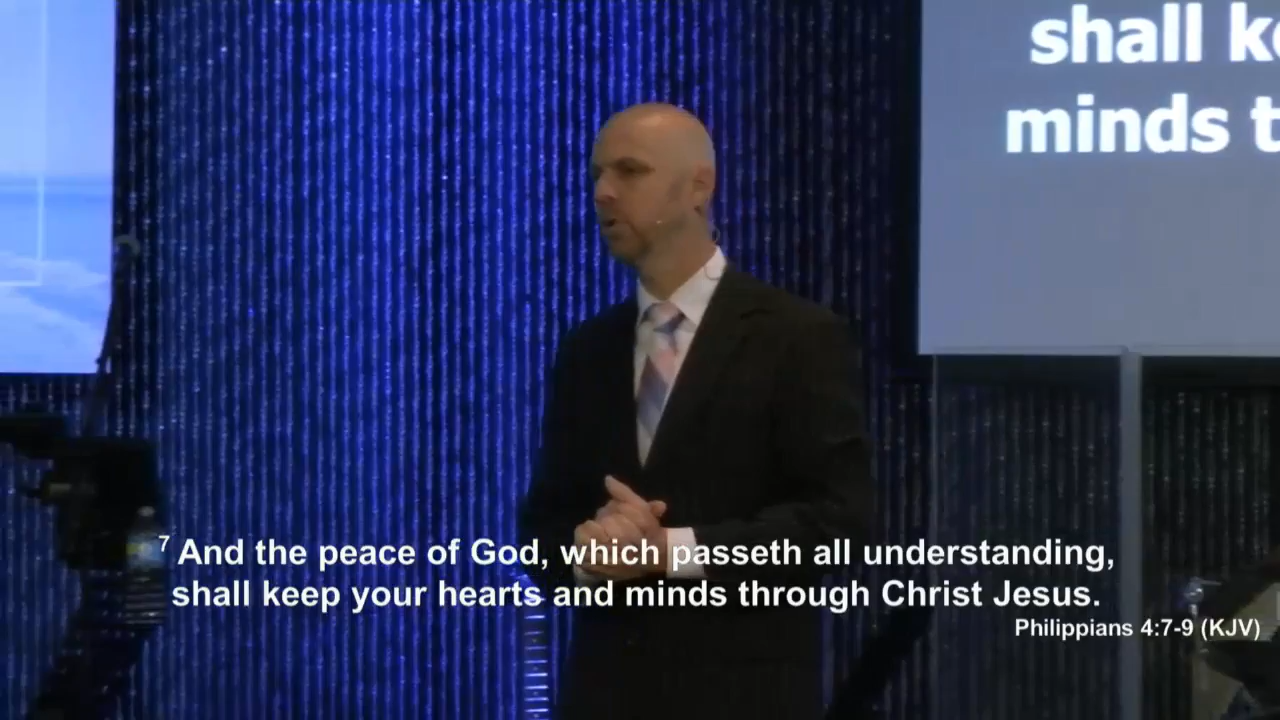 shall k
minds t
7 And the peace of God, which passeth all understanding,
shall keep your hearts and minds through Christ Jesus.
Philippians 4:7-9 (KJV)